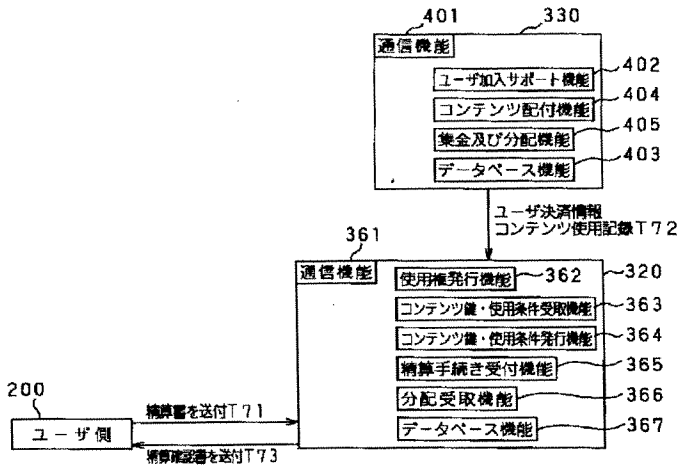 401
330
通信機能
ユーザ加入サポート機能
402
コンテンツ配付機能
404
集金及び分配機能
405
データベース機能
403
ユーザ決済情報
コンテンツ使用記録T72
361
通信機能
320
使用権発行機能
362
コンテンツ鍵・使用条件受取機能
363
コンテンツ鍵・使用条件発行機能
364
精算手続き受付機能
365
分配受取機能
366
データベース機能
367
200
ユーザ側
精算書を送付T71
精算確認書を送付T73